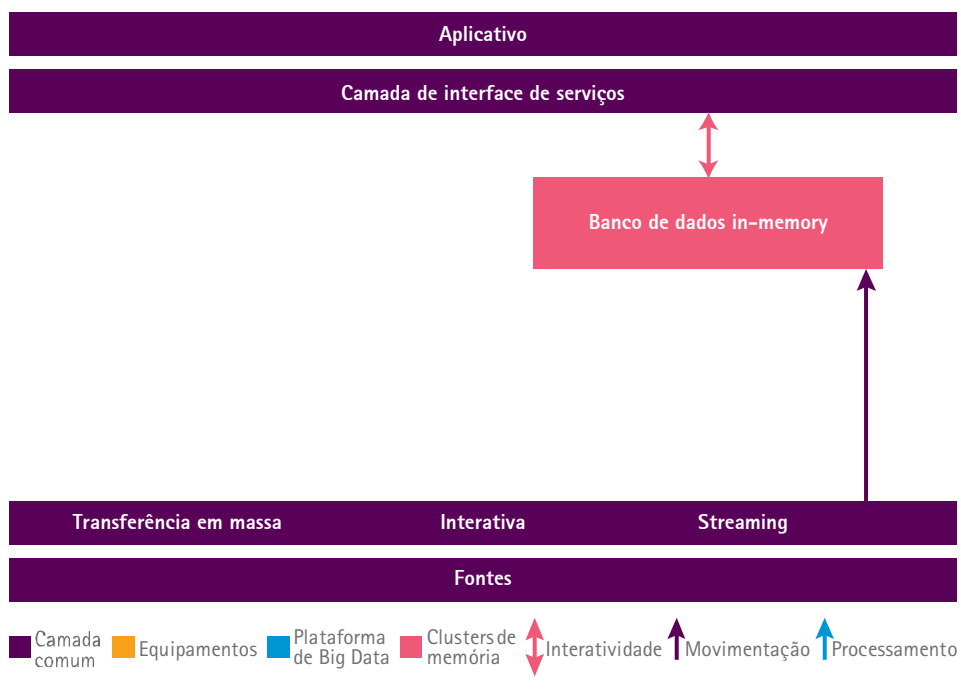 Aplicativo
Camada de interface de serviços
Banco de dados in-memory
Transferência em massa
Interativa
Streaming
Fontes
Camada
comum
Equipamentos
Plataforma
de Big Data
Clusters de
memória
Interatividade
Movimentação
Processamento